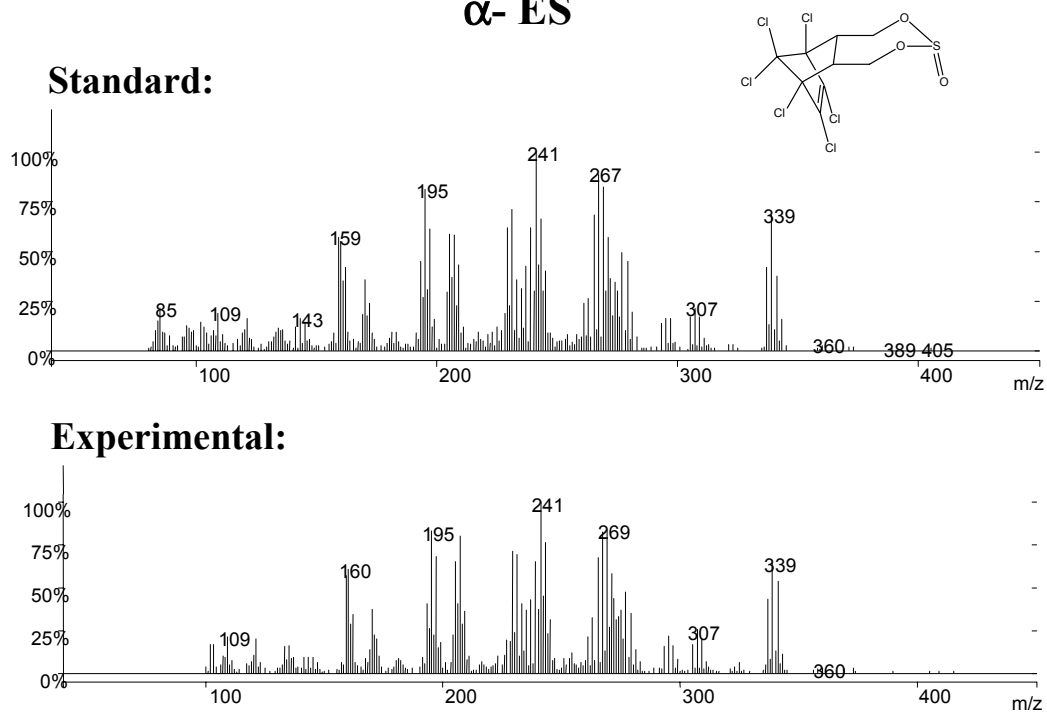 α- ES
Cl Cl O
O S
Cl O
Cl Cl
Cl
Standard:
100% 241
267
75% 195 339
50% 159
25% 85 109 143 307
0% 360 389 405
100 200 300 400
m/z
Experimental:
100% 241
75% 195 269
50% 160 339
25% 109 307
0% 360
100 200 300 400
m/z